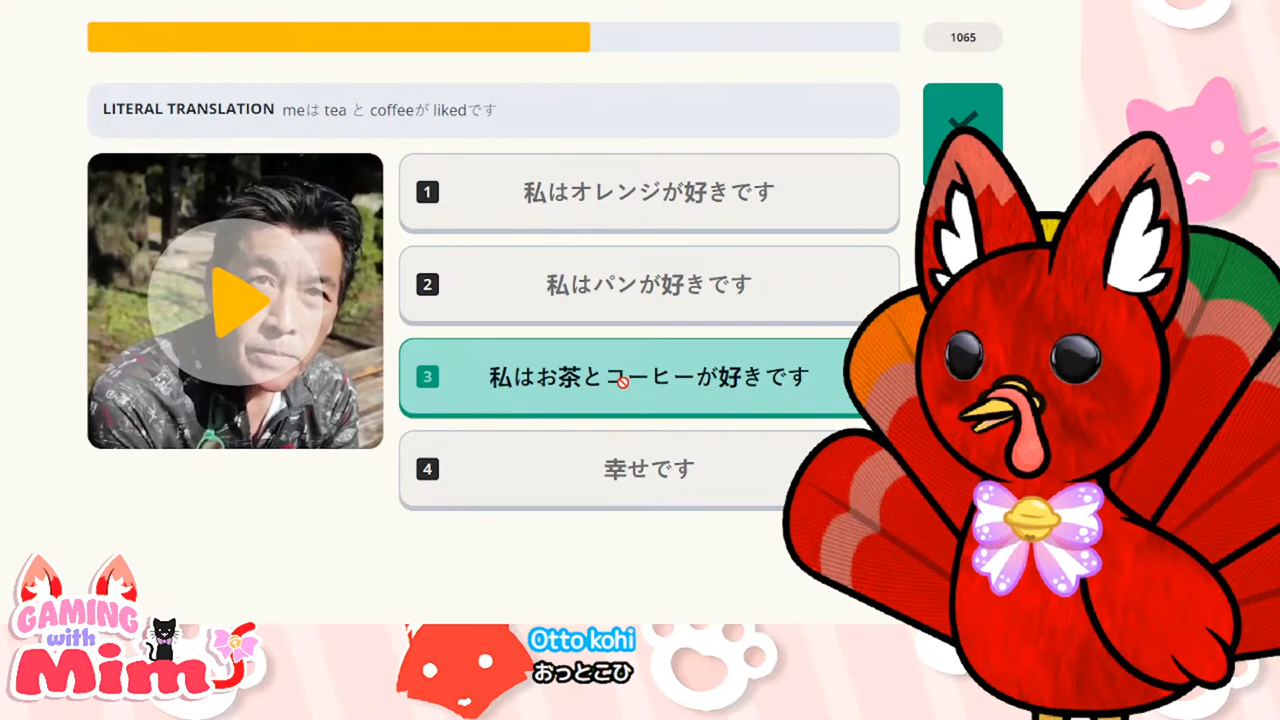 1065
LITERAL TRANSLATION meは tea と coffeeが likedです
1 私はオレンジが好きです
2 私はパンが好きです
3 私はお茶とコーヒーが好きです
4 幸せです
GAMING
with
Mim
Otto kohi
おっとこひ